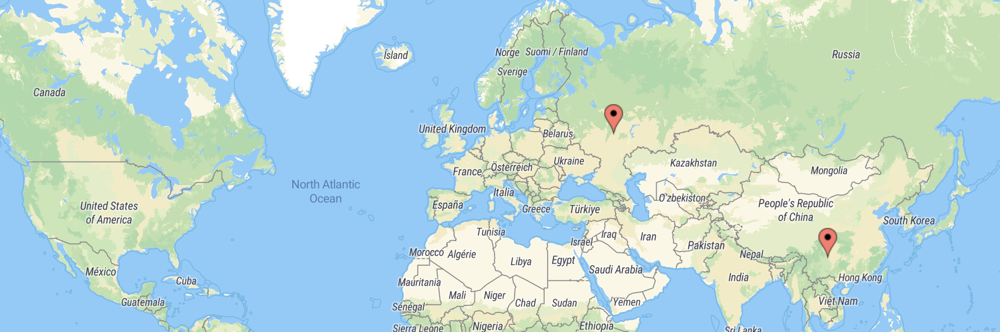 Ísland
Norge
Suomi / Finland
Russia
Sverige
Canada
United Kingdom
Belarus
Ukraine
Kazakhstan
Österreich
France
Mongolia
North Atlantic
Ocean
Italia
O'zbekiston
United States
of America
España
Greece
Türkiye
People's Republic
of China
South Korea
Tunisia
Iraq
Iran
Israel
Pakistan
Morocco
Algérie
Libya
Egypt
Nepal
Saudi Arabia
México
Cuba
Mauritania
India
Hong Kong
Mali
Niger
Chad
Sudan
Yemen
Việt Nam
Guatemala
Sénégal
Sierra Leone
Nigeria
Ethiopia
Sri Lanka